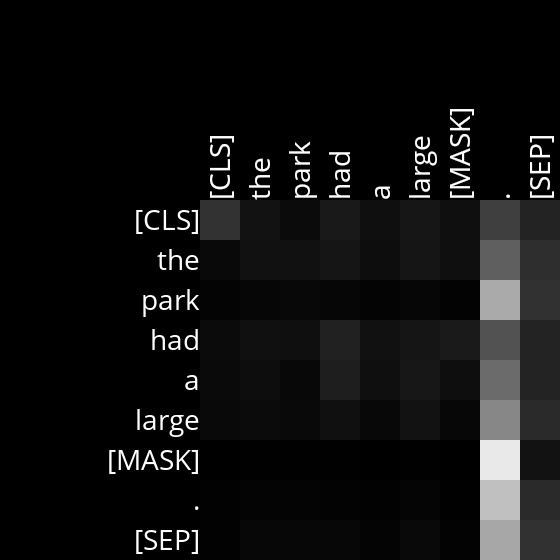 [CLS] the park had a large [MASK] . [SEP]
[CLS]
the
park
had
a
large
[MASK]
.
[SEP]